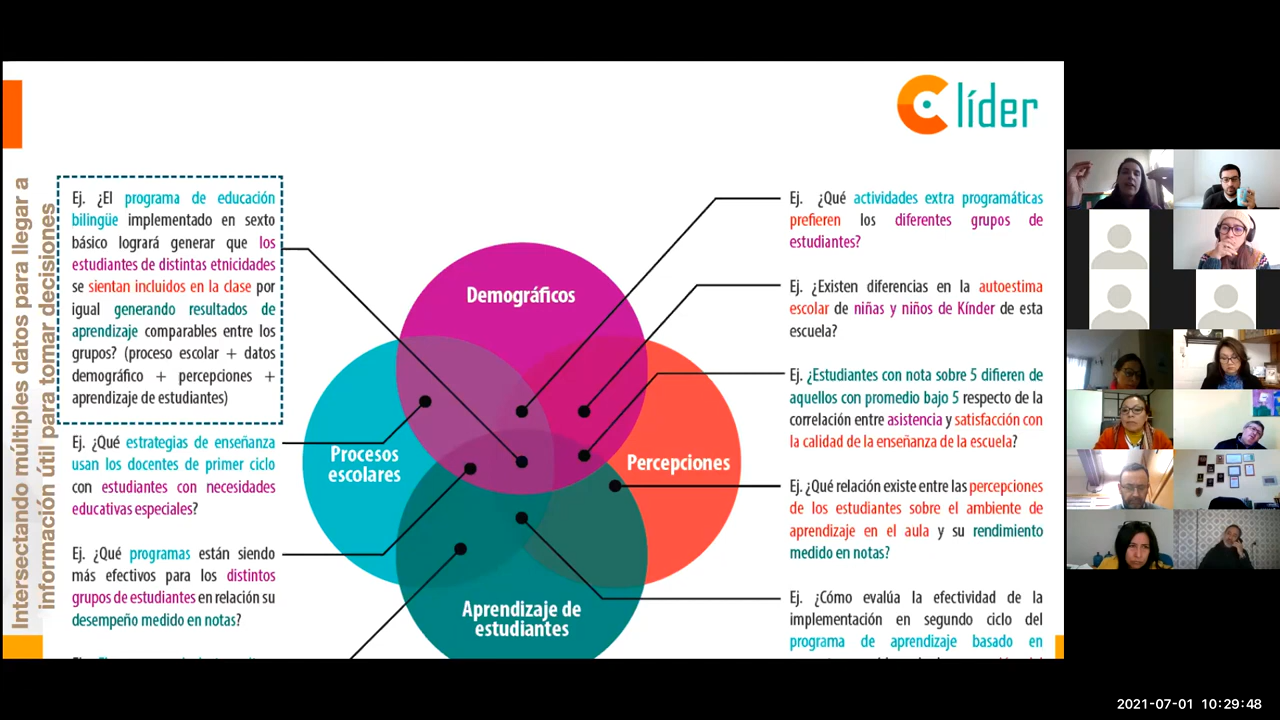 líder
Intersectando múltiples datos para llegar a
información útil para tomar decisiones
Ej. ¿El programa de educación
bilingüe implementado en sexto
básico logrará generar que los
estudiantes de distintas etnicidades
se sientan incluidos en la clase por
igual generando resultados de
aprendizaje comparables entre los
grupos? (proceso escolar + datos
demográfico + percepciones +
aprendizaje de estudiantes)
Ej. ¿Qué estrategias de enseñanza
usan los docentes de primer ciclo
con estudiantes con necesidades
educativas especiales?
Ej. ¿Qué programas están siendo
más efectivos para los distintos
grupos de estudiantes en relación su
desempeño medido en notas?
Demográficos
Procesos
escolares
Percepciones
Aprendizaje de
estudiantes
Ej. ¿Qué actividades extra programáticas
prefieren los diferentes grupos de
estudiantes?
Ej. ¿Existen diferencias en la autoestima
escolar de niñas y niños de Kínder de esta
escuela?
Ej. ¿Estudiantes con nota sobre 5 difieren de
aquellos con promedio bajo 5 respecto de la
correlación entre asistencia y satisfacción con
la calidad de la enseñanza de la escuela?
Ej. ¿Qué relación existe entre las percepciones
de los estudiantes sobre el ambiente de
aprendizaje en el aula y su rendimiento
medido en notas?
Ej. ¿Cómo evalúa la efectividad de la
implementación en segundo ciclo del
programa de aprendizaje basado en
2021-07-01 10:29:48